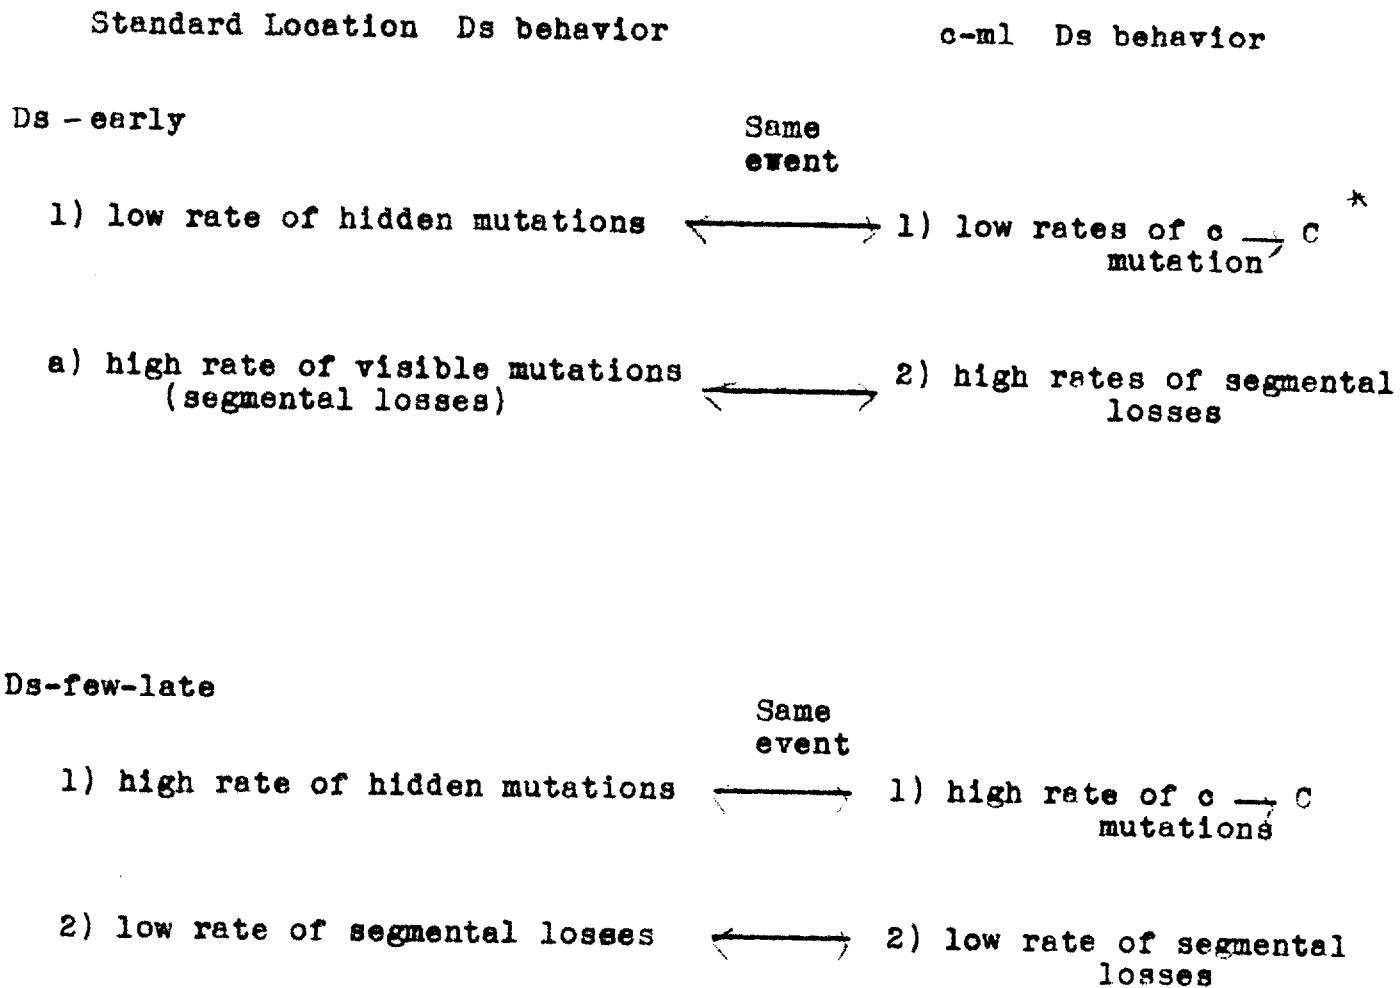 Standard Location Ds behavior
c-ml Ds behavior
Ds - early
Same
event
1) low rate of hidden mutations ⟷ 1) low rates of c → C *
mutation
a) high rate of visible mutations ⟷ 2) high rates of segmental
(segmental losses)
losses
Ds-few-late
Same
event
1) high rate of hidden mutations ⟷ 1) high rate of c → C
mutations
2) low rate of segmental losses ⟷ 2) low rate of segmental
losses